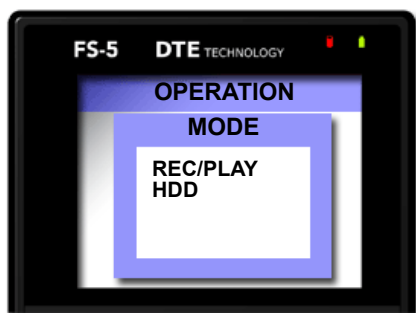 FS-5 DTE TECHNOLOGY
OPERATION
MODE
REC/PLAY
HDD